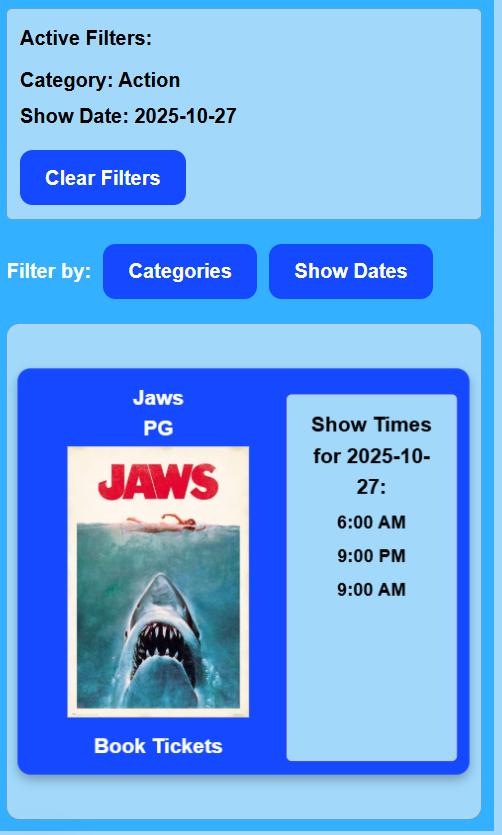 Active Filters:
Category: Action
Show Date: 2025-10-27
Clear Filters
Filter by:
Categories
Show Dates
Jaws
PG
JAWS
Book Tickets
Show Times
for 2025-10-
27:
6:00 AM
9:00 PM
9:00 AM